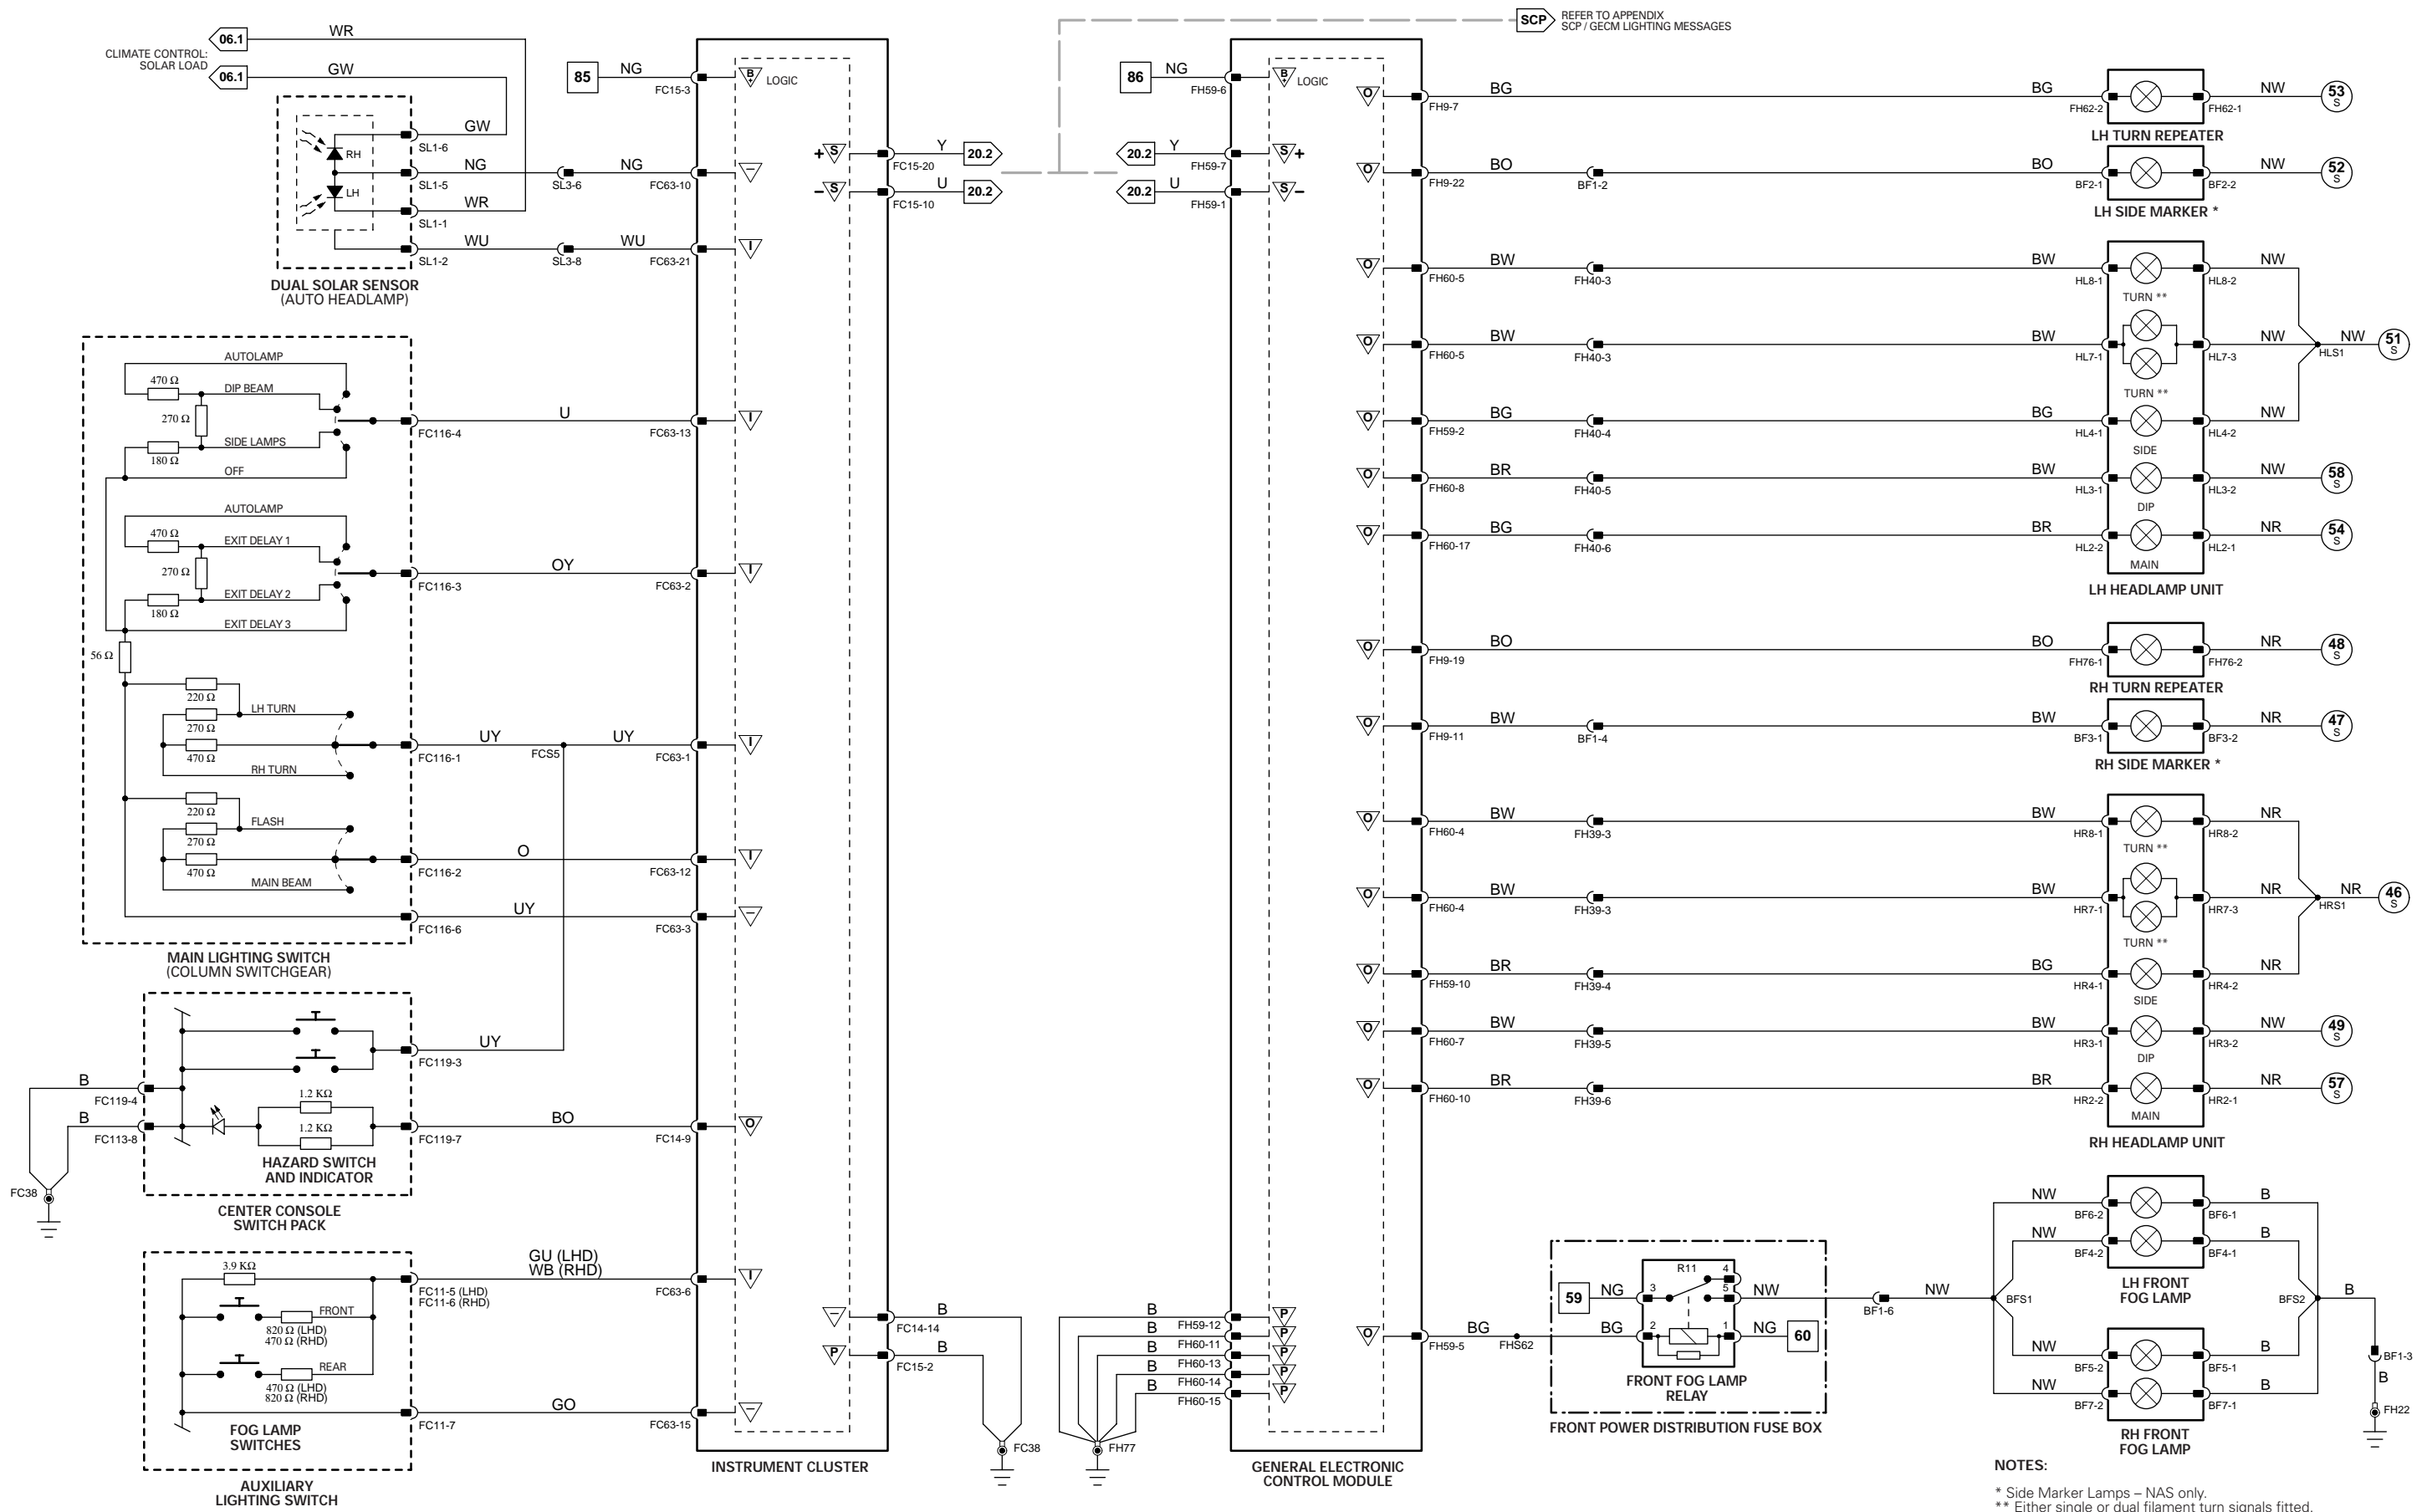 06.1
WR
CLIMATE CONTROL:
SOLAR LOAD
06.1
GW
GW
SL1-6
RH
NG
SL1-5
SL3-6
NG
FC63-10
LH
WR
SL1-1
WU
SL1-2
SL3-8
WU
FC63-21
DUAL SOLAR SENSOR
(AUTO HEADLAMP)
AUTOLAMP
470 Ω
DIP BEAM
270 Ω
SIDE LAMPS
180 Ω
OFF
FC116-4
U
FC63-13
AUTOLAMP
470 Ω
EXIT DELAY 1
270 Ω
EXIT DELAY 2
180 Ω
EXIT DELAY 3
FC116-3
OY
FC63-2
56 Ω
220 Ω
LH TURN
270 Ω
470 Ω
RH TURN
FC116-1
UY
FCS5
UY
FC63-1
220 Ω
FLASH
270 Ω
470 Ω
MAIN BEAM
FC116-2
O
FC63-12
FC116-6
UY
FC63-3
MAIN LIGHTING SWITCH
(COLUMN SWITCHGEAR)
UY
FC119-3
B
FC119-4
B
FC113-8
1.2 KΩ
1.2 KΩ
FC119-7
BO
FC14-9
HAZARD SWITCH
AND INDICATOR
FC38
CENTER CONSOLE
SWITCH PACK
3.9 KΩ
FRONT
820 Ω (LHD)
470 Ω (RHD)
REAR
470 Ω (LHD)
820 Ω (RHD)
FC11-5 (LHD)
FC11-6 (RHD)
GU (LHD)
WB (RHD)
FC63-6
FC11-7
GO
FC63-15
FOG LAMP
SWITCHES
AUXILIARY
LIGHTING SWITCH
85
NG
FC15-3
B
+
LOGIC
+
S
FC15-20
Y
20.2
–
S
FC15-10
U
20.2
–
I
I
I
I
I
–
O
I
–
–
FC14-14
B
P
FC15-2
B
FC38
INSTRUMENT CLUSTER
SCP
REFER TO APPENDIX
SCP / GECM LIGHTING MESSAGES
86
NG
FH59-6
B
+
LOGIC
20.2
Y
FH59-7
S
+
20.2
U
FH59-1
S
–
B
FH59-12
P
B
FH60-11
P
B
FH60-13
P
B
FH60-14
P
B
FH60-15
P
FH77
GENERAL ELECTRONIC
CONTROL MODULE
O
FH9-7
BG
BG
FH62-2
FH62-1
NW
53
S
LH TURN REPEATER
O
FH9-22
BO
BF1-2
BO
BF2-1
BF2-2
NW
52
S
LH SIDE MARKER *
O
FH60-5
BW
FH40-3
BW
HL8-1
HL8-2
NW
TURN **
O
FH60-5
BW
FH40-3
BW
HL7-1
HL7-3
NW
HLS1
NW
51
S
TURN **
O
FH59-2
BG
FH40-4
BG
HL4-1
HL4-2
NW
SIDE
O
FH60-8
BR
FH40-5
BW
HL3-1
HL3-2
NW
58
S
DIP
O
FH60-17
BG
FH40-6
BR
HL2-2
HL2-1
NR
54
S
MAIN
LH HEADLAMP UNIT
O
FH9-19
BO
BO
FH76-1
FH76-2
NR
48
S
RH TURN REPEATER
O
FH9-11
BW
BF1-4
BW
BF3-1
BF3-2
NR
47
S
RH SIDE MARKER *
O
FH60-4
BW
FH39-3
BW
HR8-1
HR8-2
NR
TURN **
O
FH60-4
BW
FH39-3
BW
HR7-1
HR7-3
NR
HRS1
NR
46
S
TURN **
O
FH59-10
BR
FH39-4
BG
HR4-1
HR4-2
NR
SIDE
O
FH60-7
BW
FH39-5
BW
HR3-1
HR3-2
NW
49
S
DIP
O
FH60-10
BR
FH39-6
BR
HR2-2
HR2-1
NR
57
S
MAIN
RH HEADLAMP UNIT
O
FH59-5
BG
FHS62
BG
59
NG
3
R11
4
5
2
1
NG
60
NW
BF1-6
NW
BFS1
FRONT FOG LAMP
RELAY
FRONT POWER DISTRIBUTION FUSE BOX
NW
BF6-2
BF6-1
B
NW
BF4-2
BF4-1
B
LH FRONT
FOG LAMP
BFS2
B
NW
BF5-2
BF5-1
B
NW
BF7-2
BF7-1
B
RH FRONT
FOG LAMP
BF1-3
B
FH22
NOTES:
* Side Marker Lamps – NAS only.
** Either single or dual filament turn signals fitted.